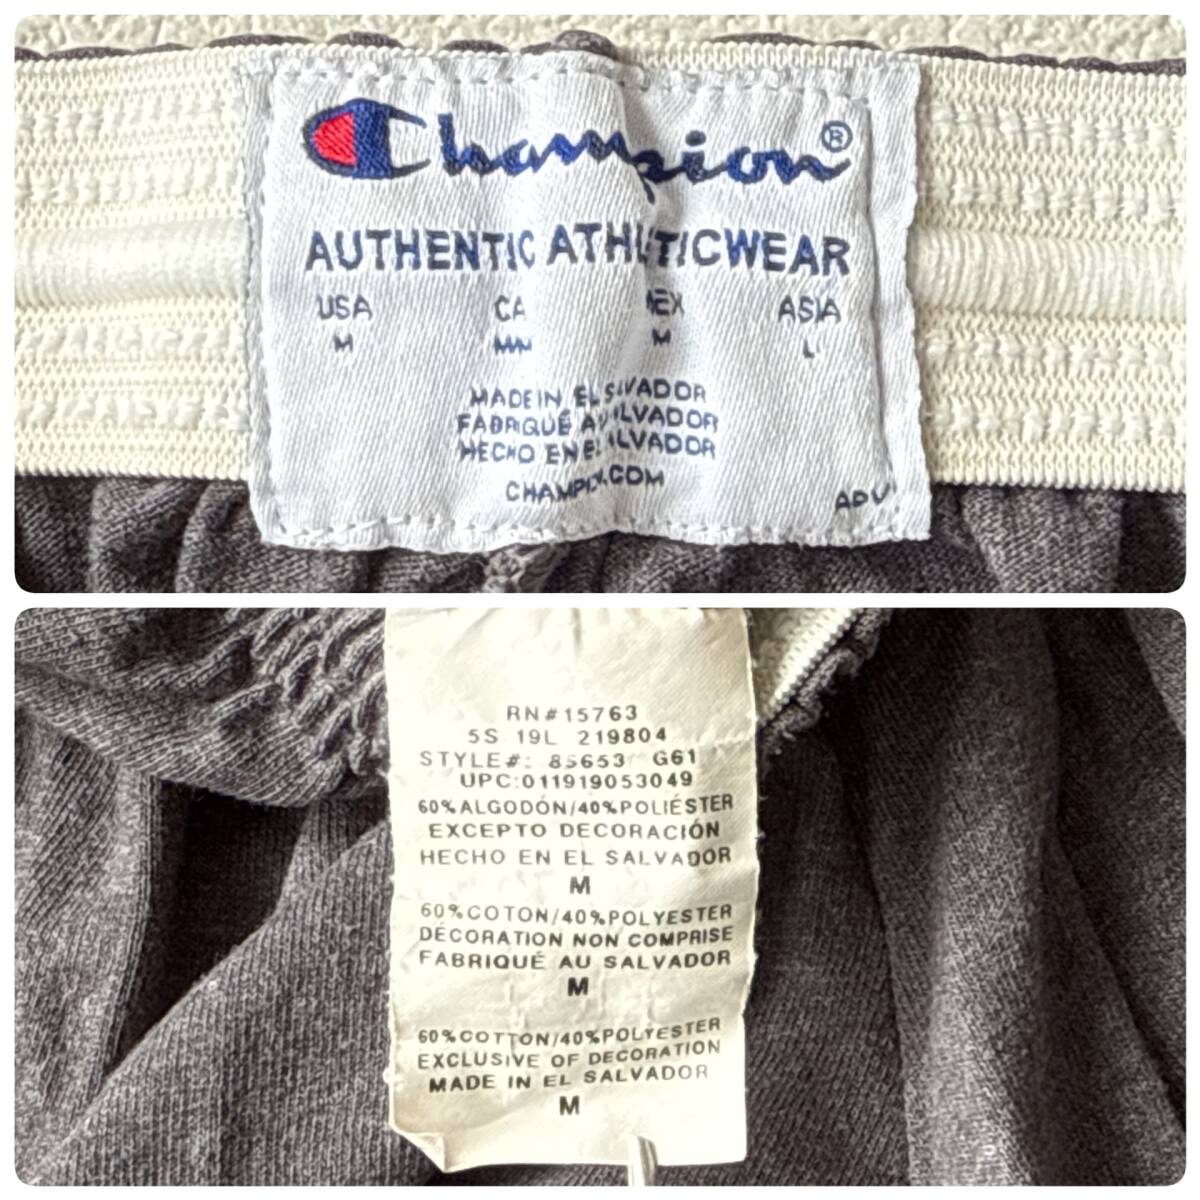 Champion®
AUTHENTIC ATHLETICWEAR
USA CA MEX ASIA
M M L
MADE IN EL SALVADOR
FABRIQUÉ AU SALVADOR
HECHO EN EL SALVADOR
CHAMPION.COM
RN#15763
5S 19L 219804
STYLE#: 85653 G61
UPC:011919053049
60%ALGODÓN/40%POLIÉSTER
EXCEPTO DECORACIÓN
HECHO EN EL SALVADOR
M
60%COTON/40%POLYESTER
DÉCORATION NON COMPRISE
FABRIQUÉ AU SALVADOR
M
60%COTTON/40%POLYESTER
EXCLUSIVE OF DECORATION
MADE IN EL SALVADOR
M